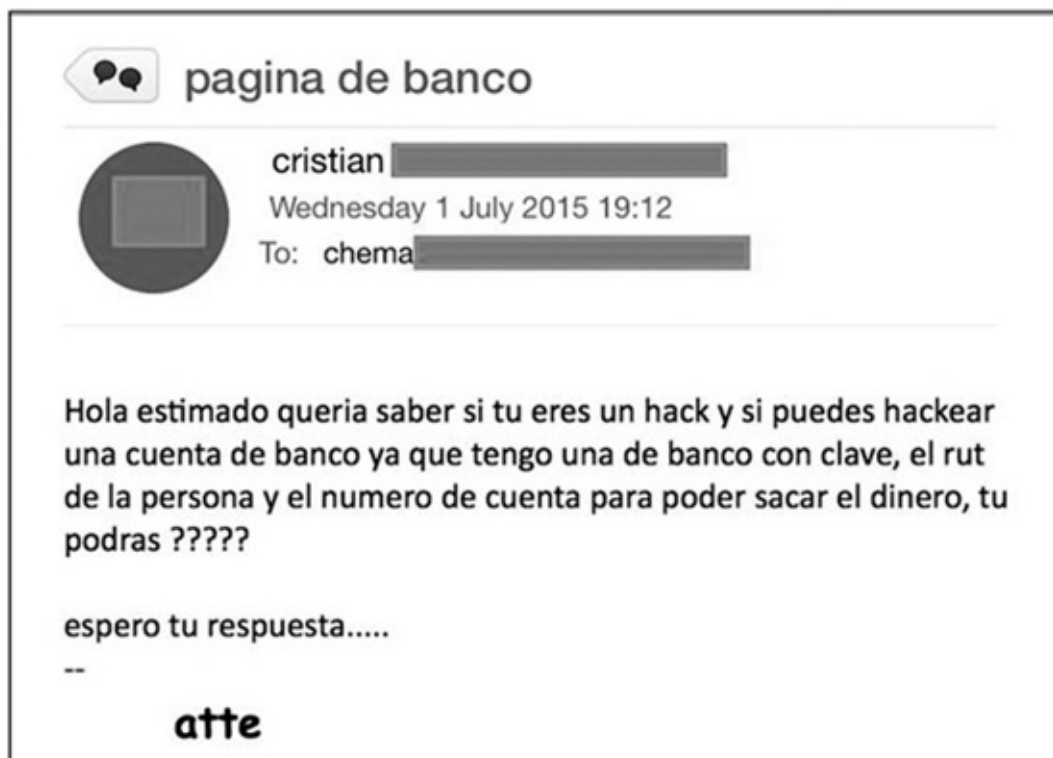 pagina de banco
cristian
Wednesday 1 July 2015 19:12
To: chema
Hola estimado queria saber si tu eres un hack y si puedes hackear
una cuenta de banco ya que tengo una de banco con clave, el rut
de la persona y el numero de cuenta para poder sacar el dinero, tu
podras ?????
espero tu respuesta.....
--
atte